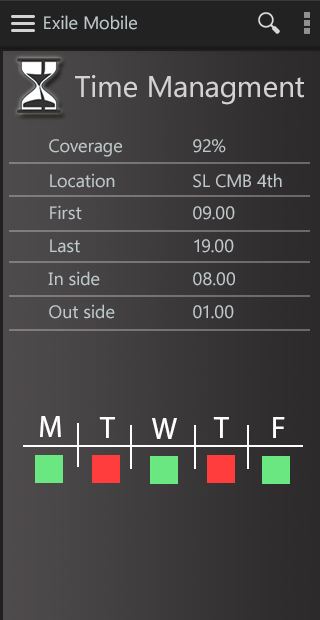 Exile Mobile
Time Managment
Coverage 92%
Location SL CMB 4th
First 09.00
Last 19.00
In side 08.00
Out side 01.00
M T W T F